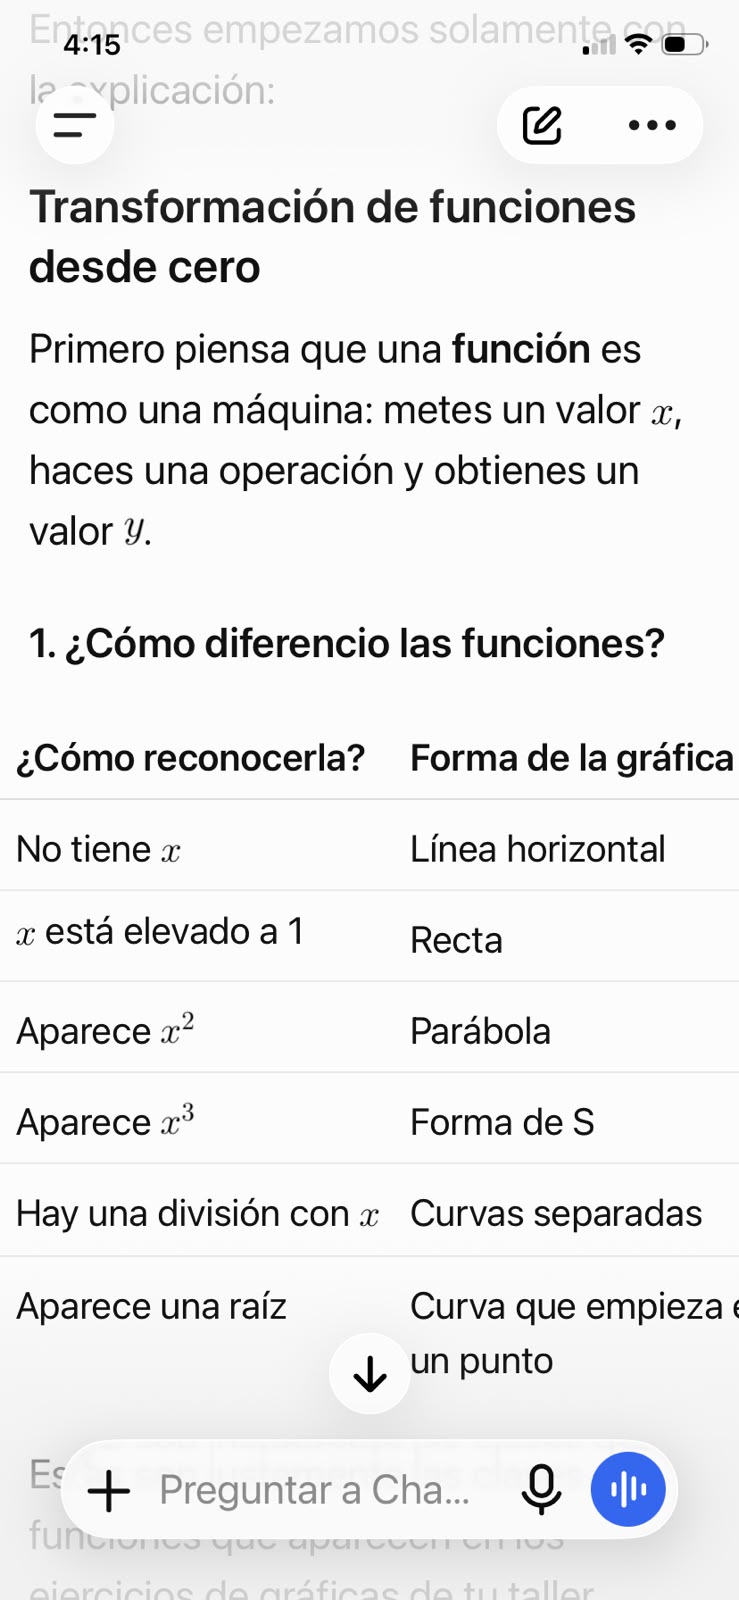 Entonces empezamos solamente con
4:15
la explicación:
Transformación de funciones
desde cero
Primero piensa que una función es
como una máquina: metes un valor x,
haces una operación y obtienes un
valor y.
1. ¿Cómo diferencio las funciones?
¿Cómo reconocerla? Forma de la gráfica
No tiene x Línea horizontal
x está elevado a 1 Recta
Aparece x² Parábola
Aparece x³ Forma de S
Hay una división con x Curvas separadas
Aparece una raíz Curva que empieza e
un punto
Preguntar a Cha...
funciones que aparecen en los
ejercicios de gráficas de tu taller